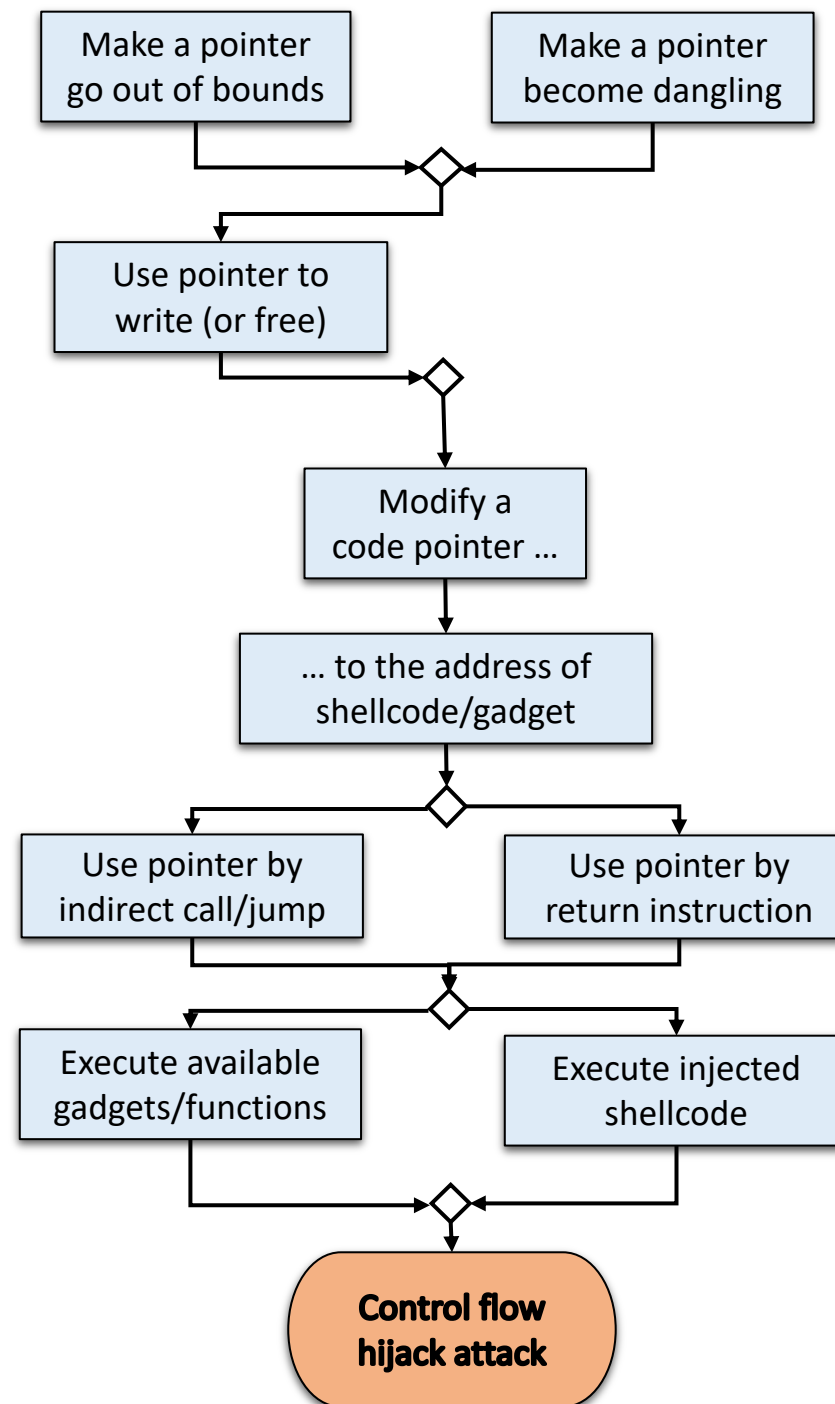 Make a pointer
go out of bounds
Make a pointer
become dangling
Use pointer to
write (or free)
Modify a
code pointer …
… to the address of
shellcode/gadget
Use pointer by
indirect call/jump
Use pointer by
return instruction
Execute available
gadgets/functions
Execute injected
shellcode
Control flow
hijack attack